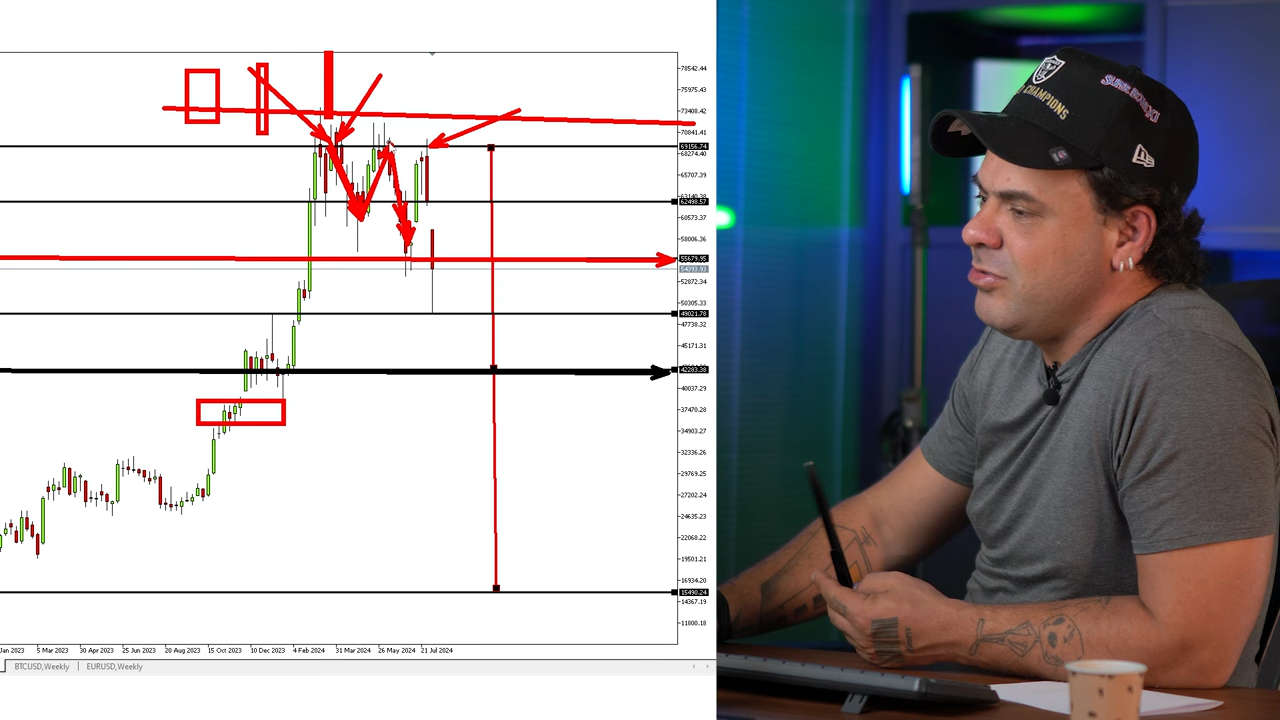 78542.44
75975.43
73408.42
70841.41
69156.74
68274.40
65707.39
63140.38
62498.57
60573.37
58006.36
55679.95
54093.93
52872.34
50305.33
49021.78
47738.32
45171.31
42283.38
40037.29
37470.28
34903.27
32336.26
29769.25
27202.24
24635.23
22068.22
19501.21
16934.20
15490.24
14367.19
11800.18
Jan 2023
5 Mar 2023
30 Apr 2023
25 Jun 2023
20 Aug 2023
15 Oct 2023
10 Dec 2023
4 Feb 2024
31 Mar 2024
26 May 2024
21 Jul 2024
BTCUSD,Weekly
EURUSD,Weekly
RAIDERS
CHAMPIONS
SUPER BOWL